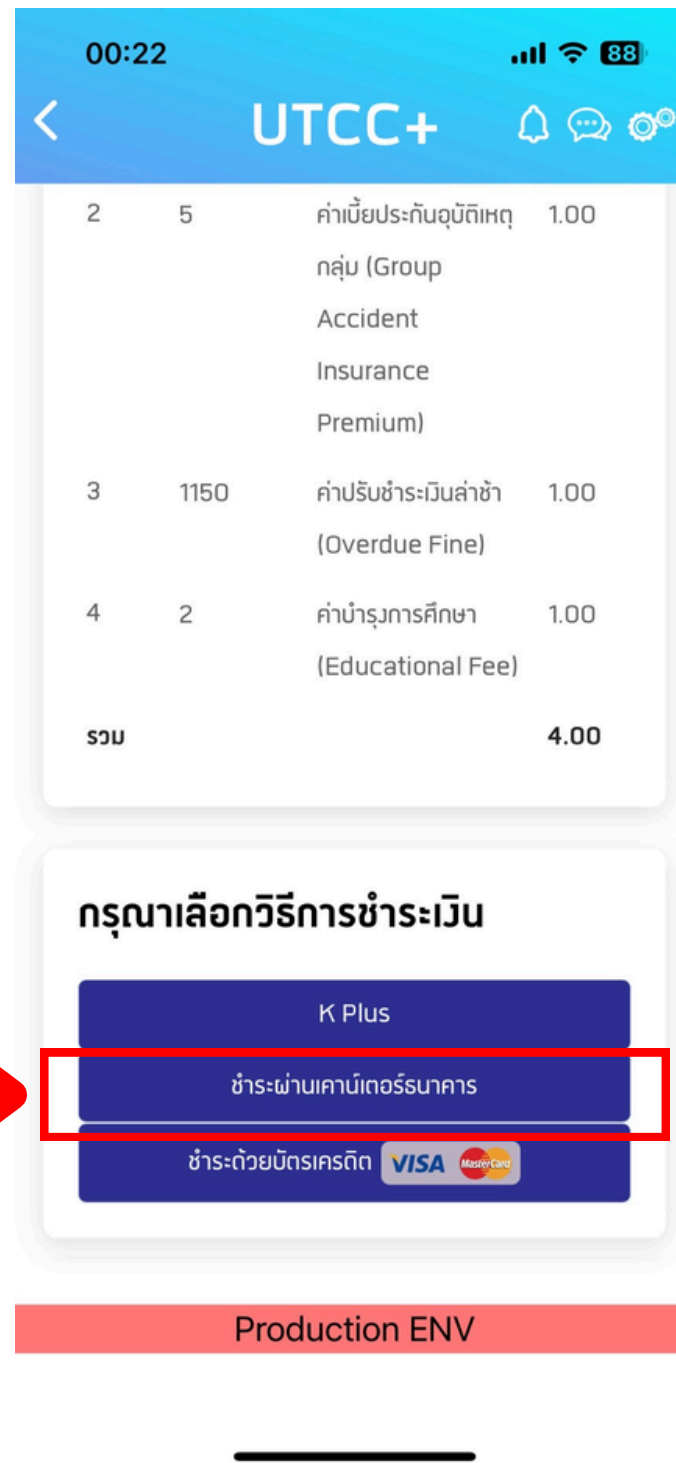 00:22 88
UTCC+
2 5 ค่าเบี้ยประกันอุบัติเหตุ 1.00
กลุ่ม (Group
Accident
Insurance
Premium)
3 1150 ค่าปรับชำระเงินล่าช้า 1.00
(Overdue Fine)
4 2 ค่าบำรุงการศึกษา 1.00
(Educational Fee)
รวม 4.00
กรุณาเลือกวิธีการชำระเงิน
K Plus
ชำระผ่านเคาน์เตอร์ธนาคาร
ชำระด้วยบัตรเครดิต VISA MasterCard
Production ENV